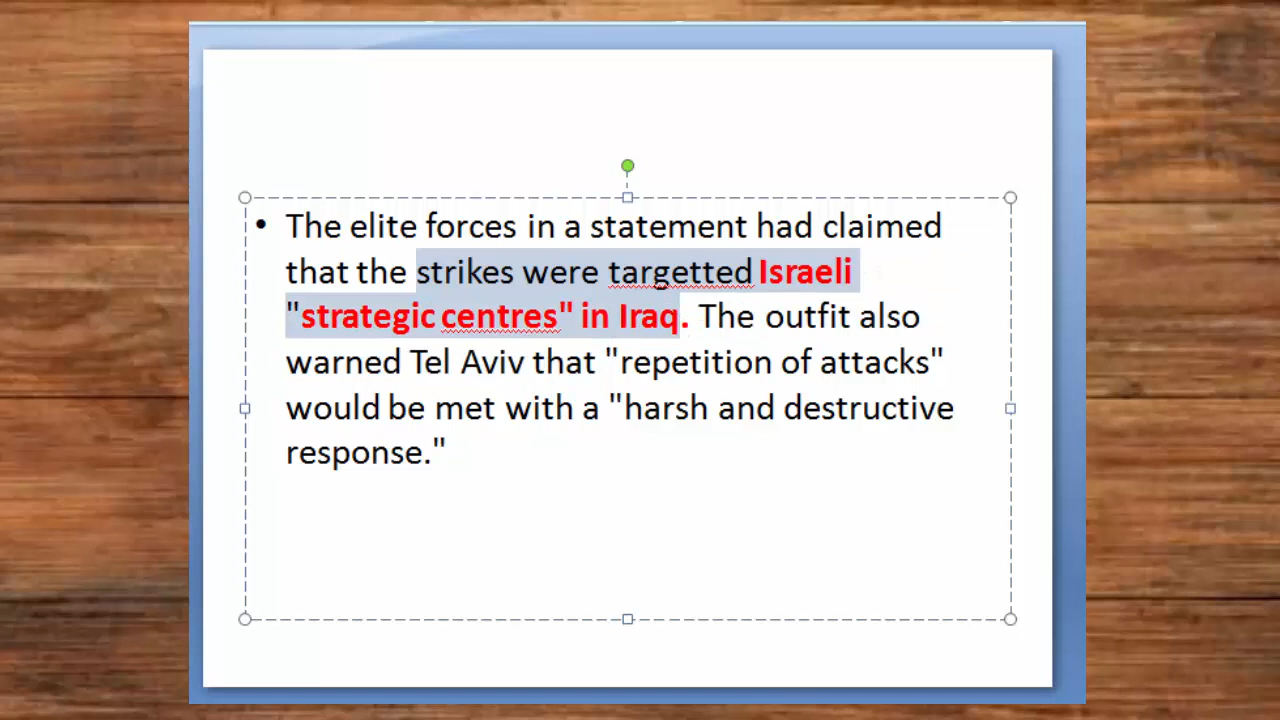 • The elite forces in a statement had claimed
that the strikes were targetted Israeli
"strategic centres" in Iraq. The outfit also
warned Tel Aviv that "repetition of attacks"
would be met with a "harsh and destructive
response."